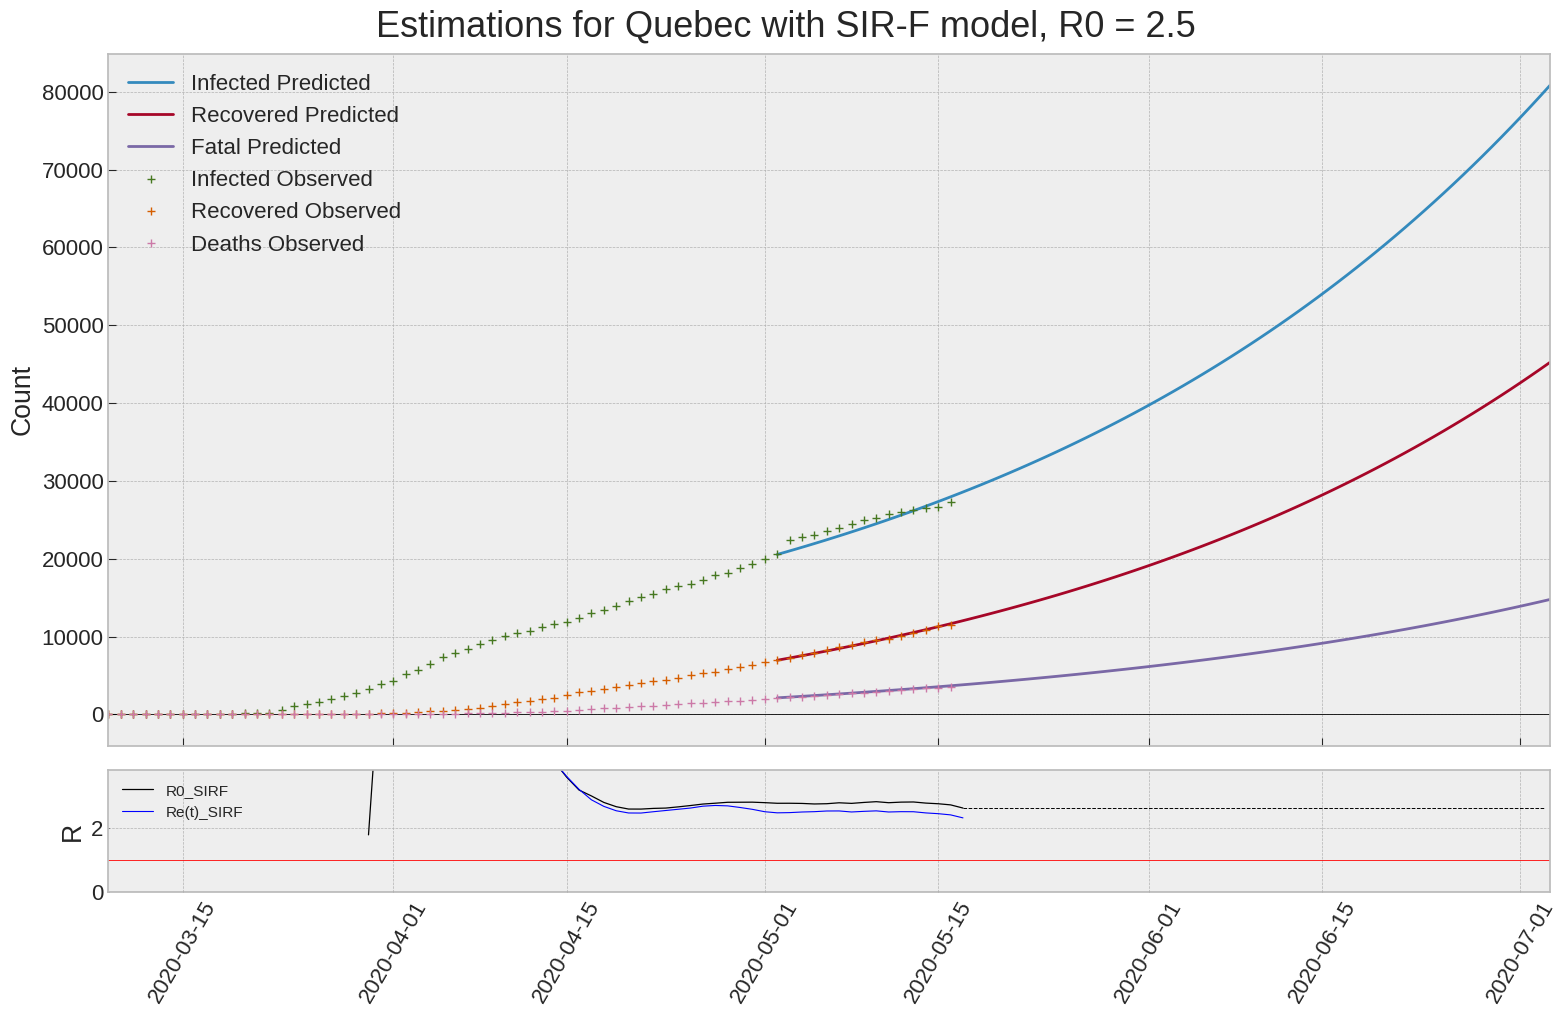 Estimations for Quebec with SIR-F model, R0 = 2.5
Infected Predicted
Recovered Predicted
Fatal Predicted
Infected Observed
Recovered Observed
Deaths Observed
80000
70000
60000
50000
40000
30000
20000
10000
0
Count
R0_SIRF
Re(t)_SIRF
2
0
R
2020-03-15
2020-04-01
2020-04-15
2020-05-01
2020-05-15
2020-06-01
2020-06-15
2020-07-01